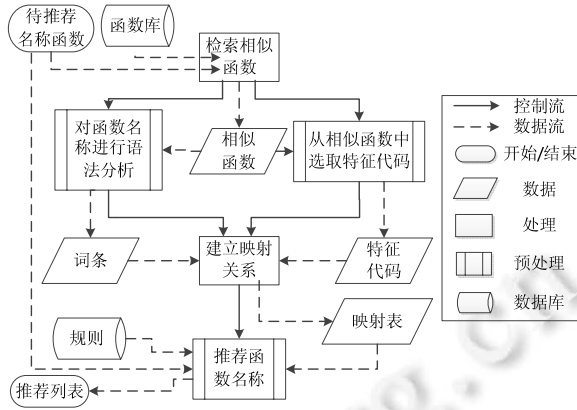 待推荐
名称函数
函数库
检索相似
函数
对函数名
称进行语
法分析
相似
函数
从相似函数中
选取特征代码
词条
建立映射
关系
特征
代码
规则
映射表
推荐函
数名称
推荐列表
控制流
数据流
开始/结束
数据
处理
预处理
数据库